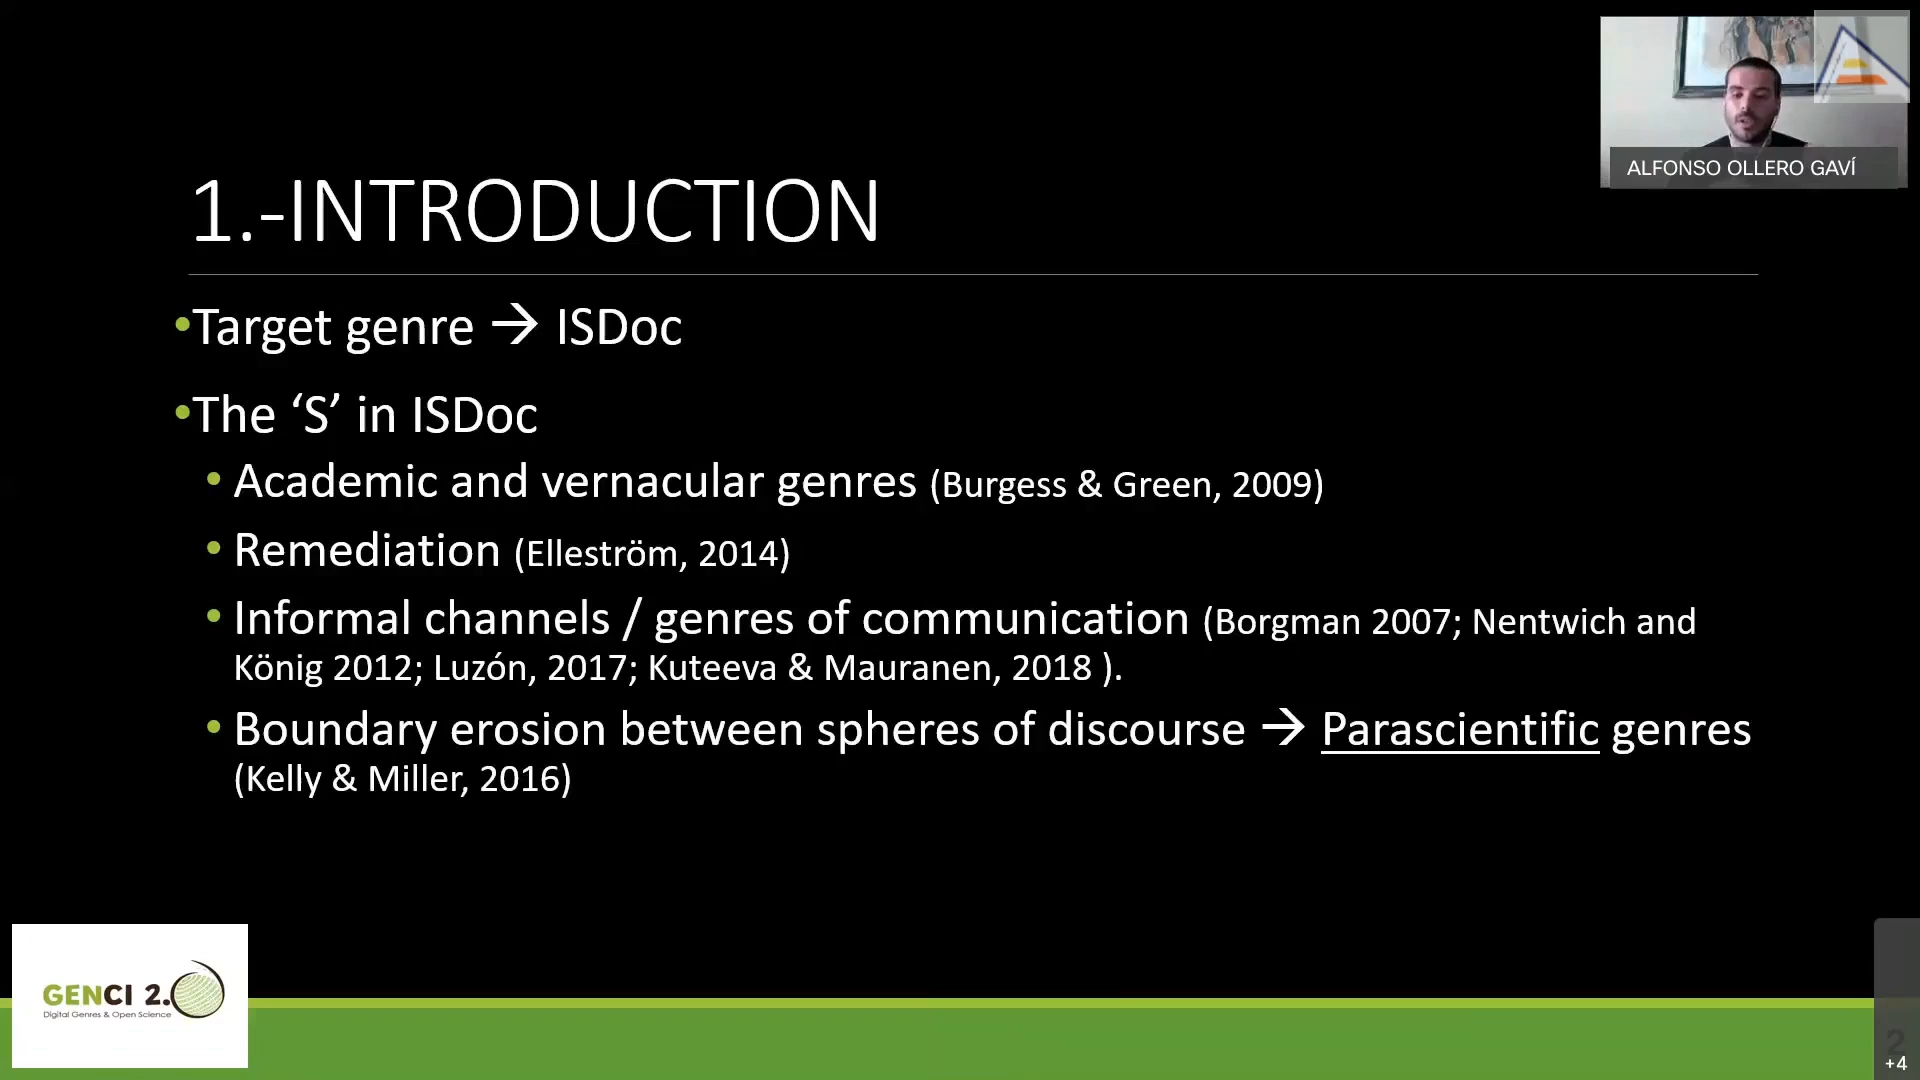 ALFONSO OLLERO GAVÍ
1.-INTRODUCTION
•Target genre → ISDoc
•The ‘S’ in ISDoc
• Academic and vernacular genres (Burgess & Green, 2009)
• Remediation (Elleström, 2014)
• Informal channels / genres of communication (Borgman 2007; Nentwich and
König 2012; Luzón, 2017; Kuteeva & Mauranen, 2018 ).
• Boundary erosion between spheres of discourse → Parascientific genres
(Kelly & Miller, 2016)
GENCI 2.0
Digital Genres & Open Science
2
+4